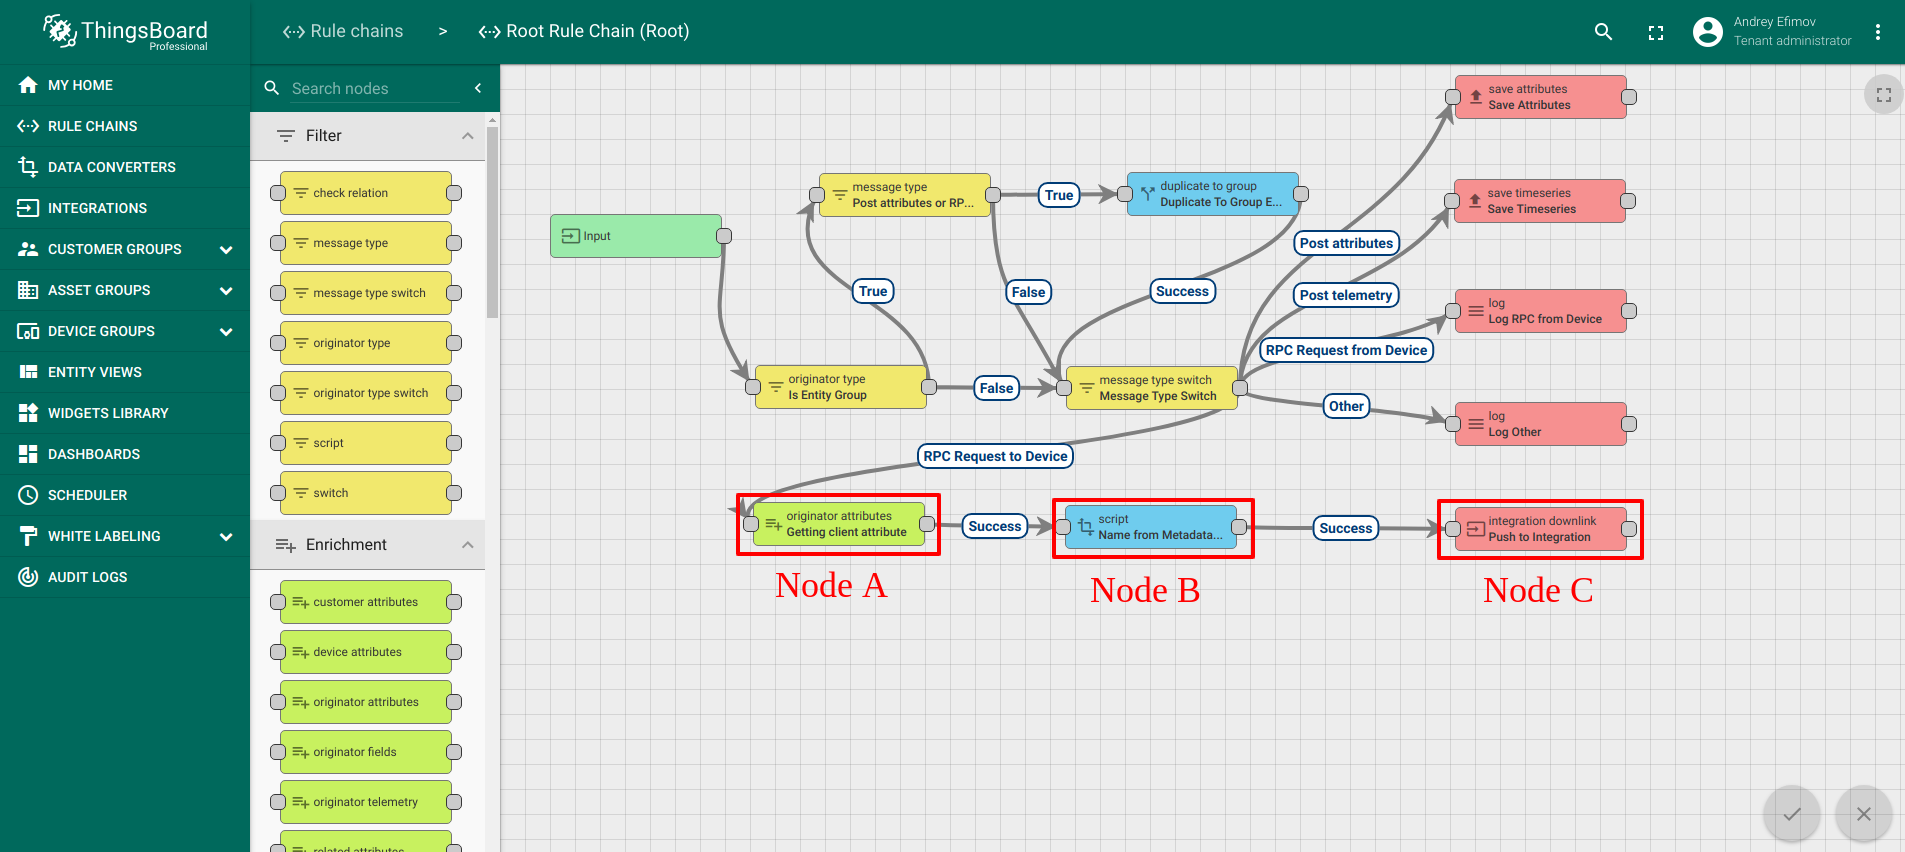 ThingsBoard
Professional
Rule chains > Root Rule Chain (Root)
Andrey Efimov
Tenant administrator
MY HOME
RULE CHAINS
DATA CONVERTERS
INTEGRATIONS
CUSTOMER GROUPS
ASSET GROUPS
DEVICE GROUPS
ENTITY VIEWS
WIDGETS LIBRARY
DASHBOARDS
SCHEDULER
WHITE LABELING
AUDIT LOGS
Search nodes
Filter
check relation
message type
message type switch
originator type
originator type switch
script
switch
Enrichment
customer attributes
device attributes
originator attributes
originator fields
originator telemetry
related attributes
save attributes
Save Attributes
message type
Post attributes or RP...
True
duplicate to group
Duplicate To Group E...
save timeseries
Save Timeseries
Input
Post attributes
True
False
Success
Post telemetry
log
Log RPC from Device
RPC Request from Device
originator type
Is Entity Group
False
message type switch
Message Type Switch
Other
log
Log Other
RPC Request to Device
originator attributes
Getting client attribute
Success
script
Name from Metadata...
Success
integration downlink
Push to Integration
Node A
Node B
Node C